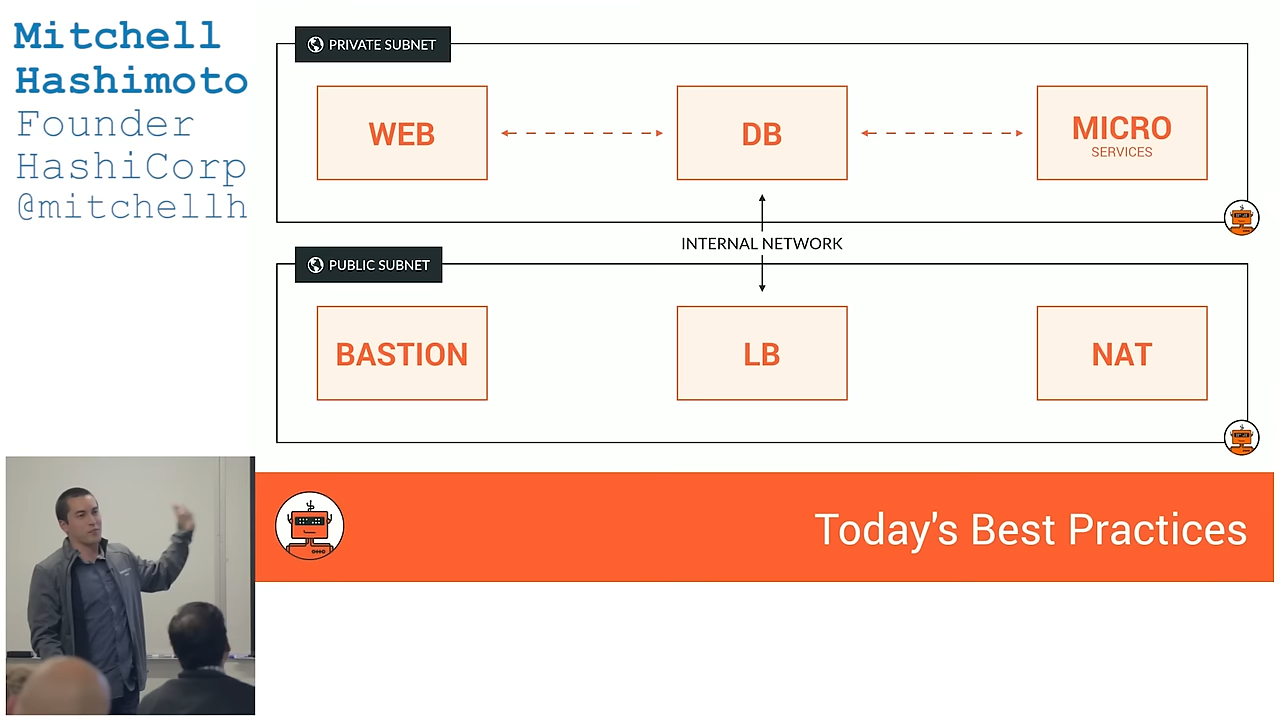 Mitchell
Hashimoto
Founder
HashiCorp
@mitchellh
PRIVATE SUBNET
WEB
DB
MICRO
SERVICES
INTERNAL NETWORK
PUBLIC SUBNET
BASTION
LB
NAT
Today's Best Practices